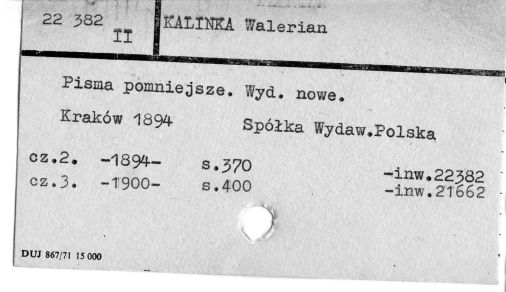 22 382
II
KALINKA Walerian
Pisma pomniejsze. Wyd. nowe.
Kraków 1894 Spółka Wydaw.Polska
cz.2. -1894- s.370 -inw.22382
cz.3. -1900- s.400 -inw.21662
DUJ 867/71 15 000